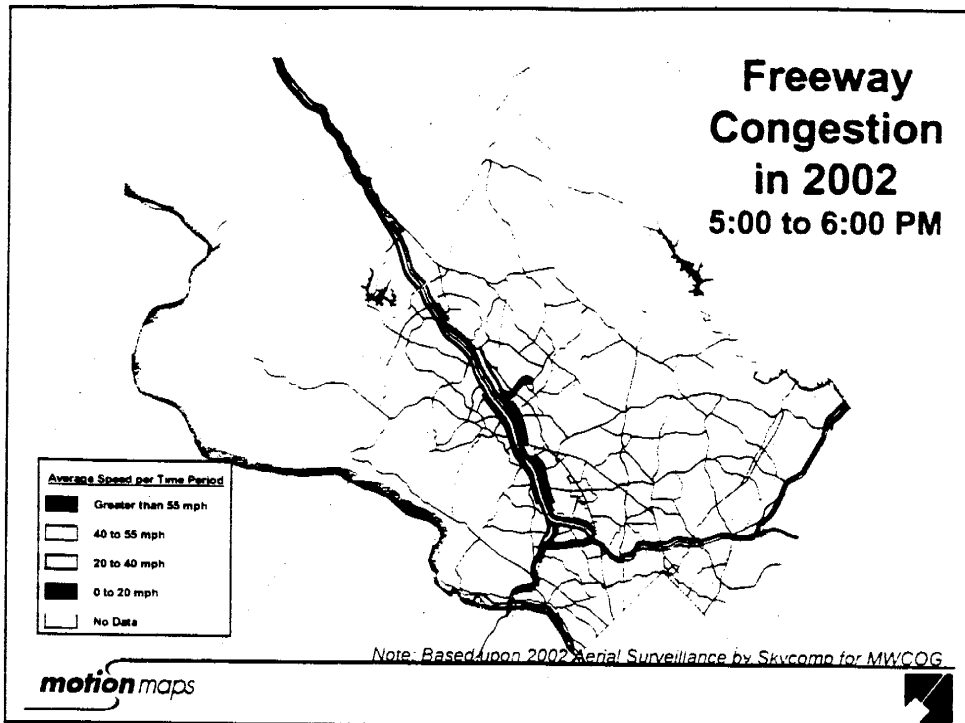 Freeway
Congestion
in 2002
5:00 to 6:00 PM
Average Speed per Time Period
Greater than 55 mph
40 to 55 mph
20 to 40 mph
0 to 20 mph
No Data
Note: Based upon 2002 Aerial Surveillance by Skycomp for MWCOG
motion maps